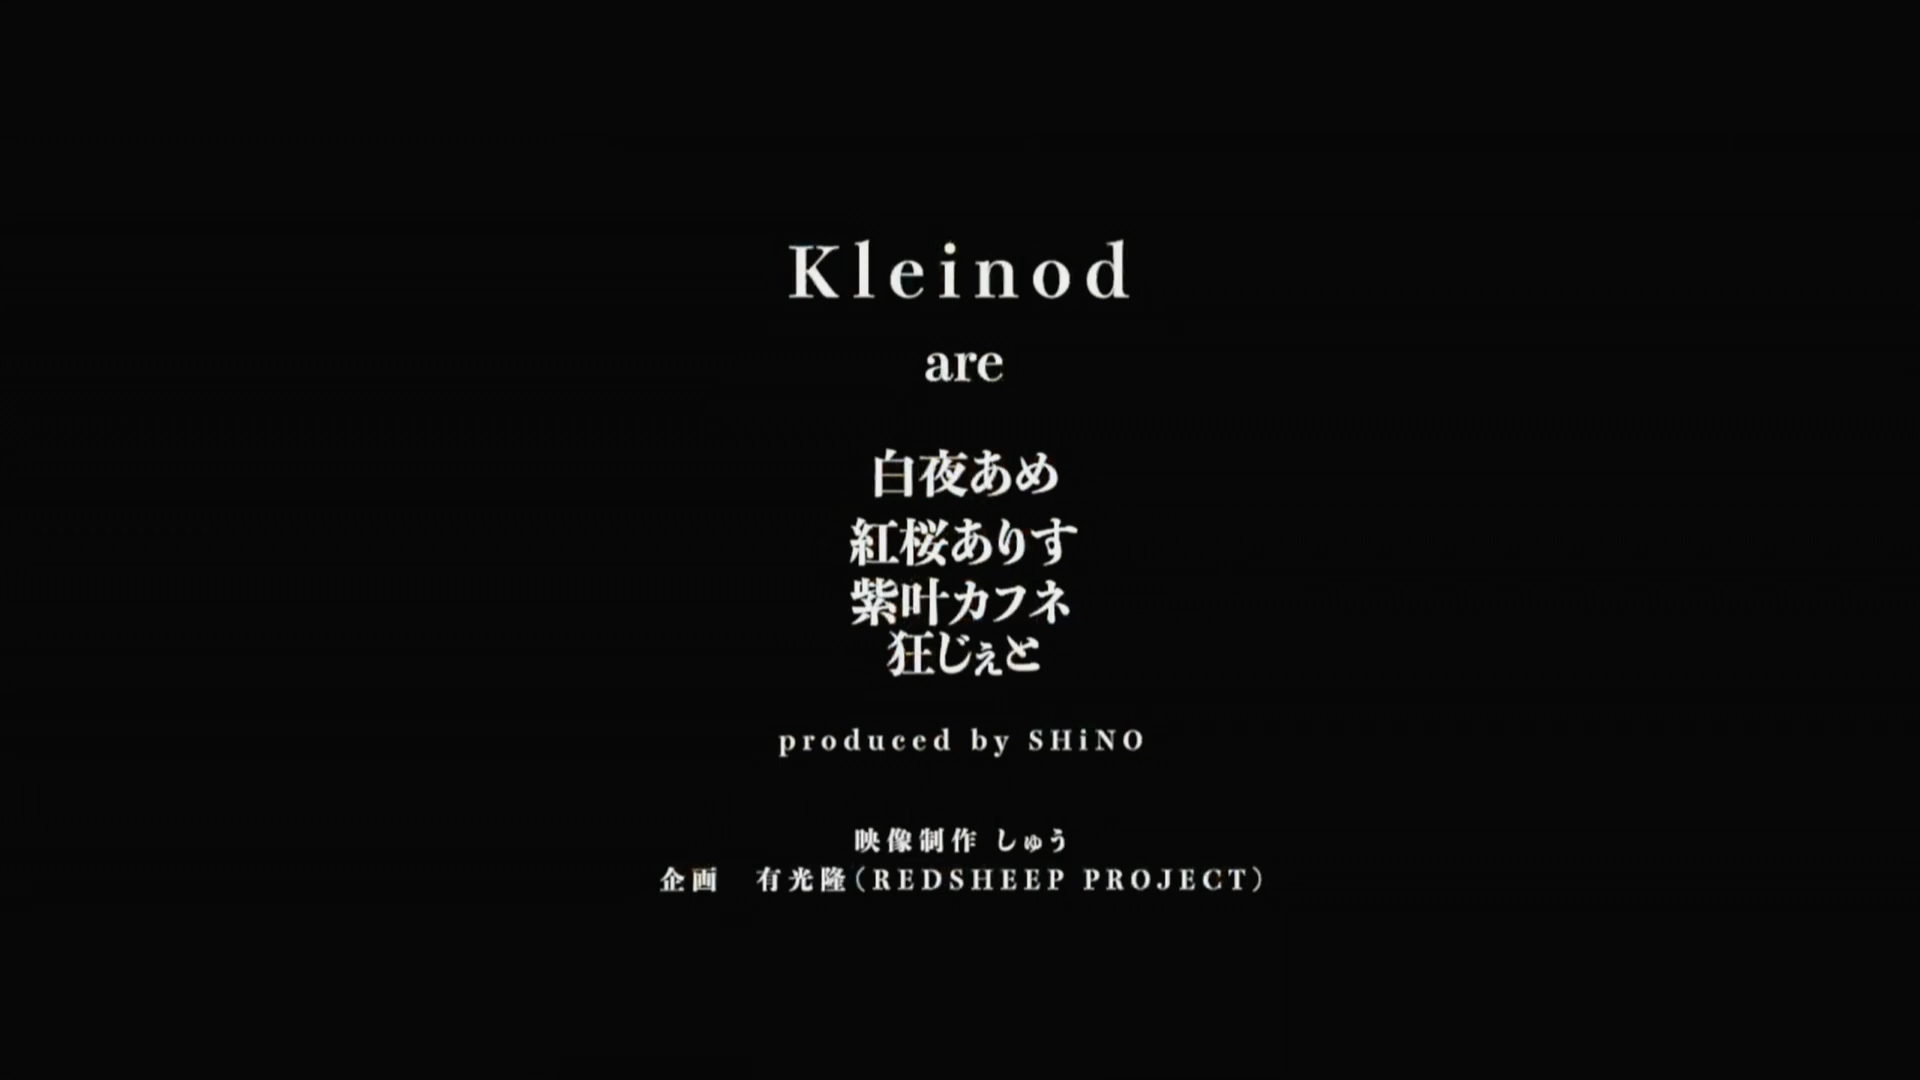 Kleinod
are
白夜あめ
紅桜ありす
紫叶カフネ
狂じぇと
produced by SHiNO
映像制作 しゅう
企画　有光隆(REDSHEEP PROJECT)